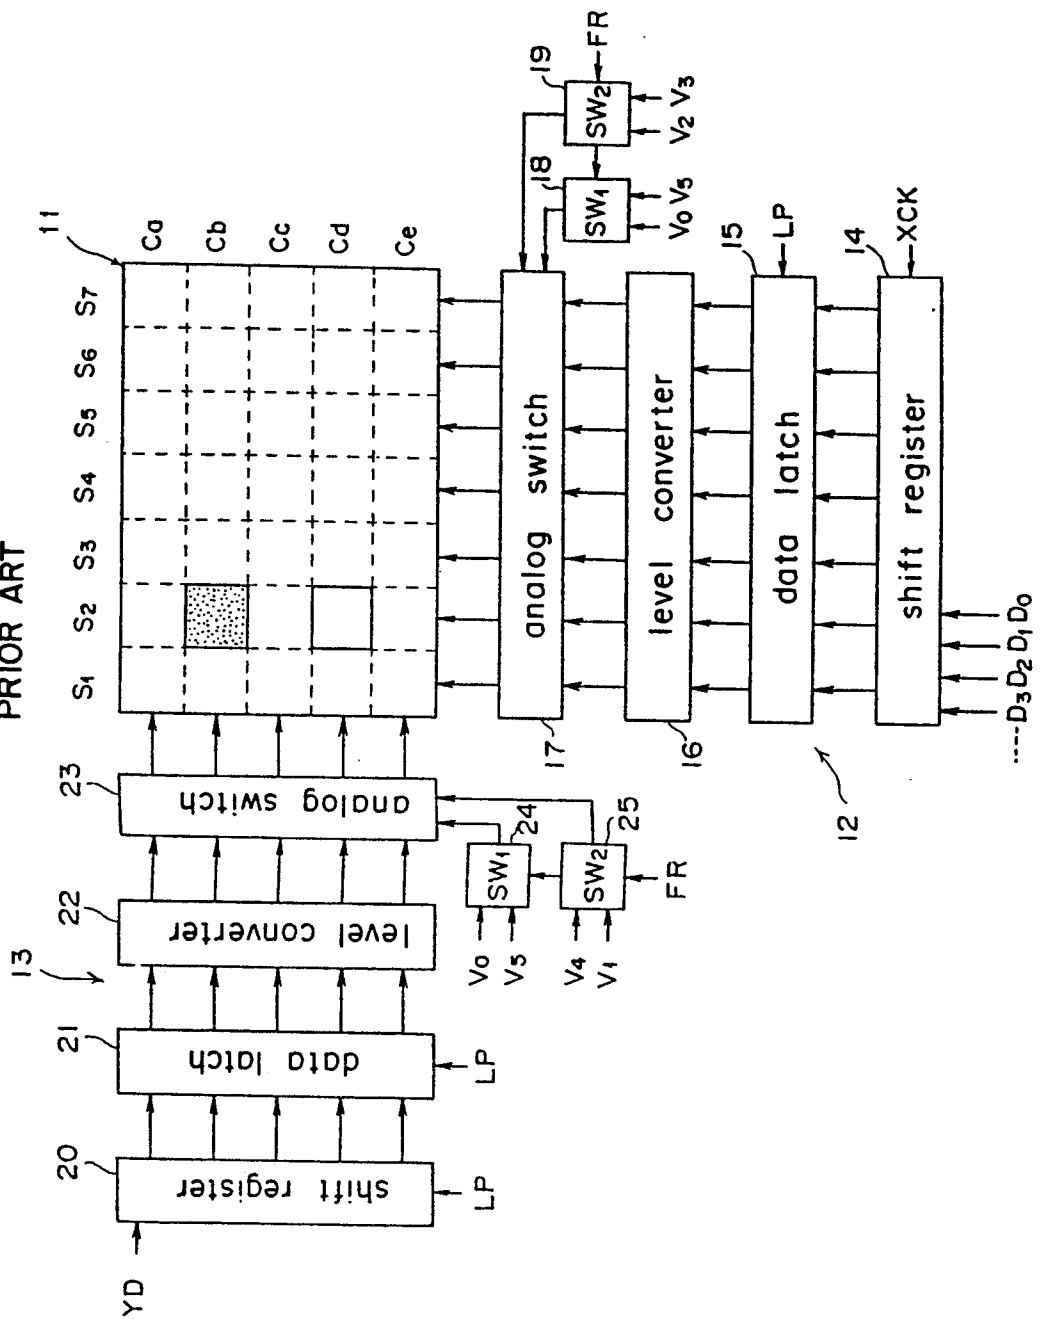 PRIOR ART
11
S1 S2 S3 S4 S5 S6 S7
Ca
Cb
Cc
Cd
Ce
13
YD
20
shift register
LP
21
data latch
LP
22
level converter
23
analog switch
V0
V5
SW1
24
V4
V1
SW2
25
FR
17
analog switch
18
SW1
V0 V5
19
SW2
V2 V3
FR
16
level converter
15
data latch
LP
14
shift register
XCK
12
----D3 D2 D1 D0